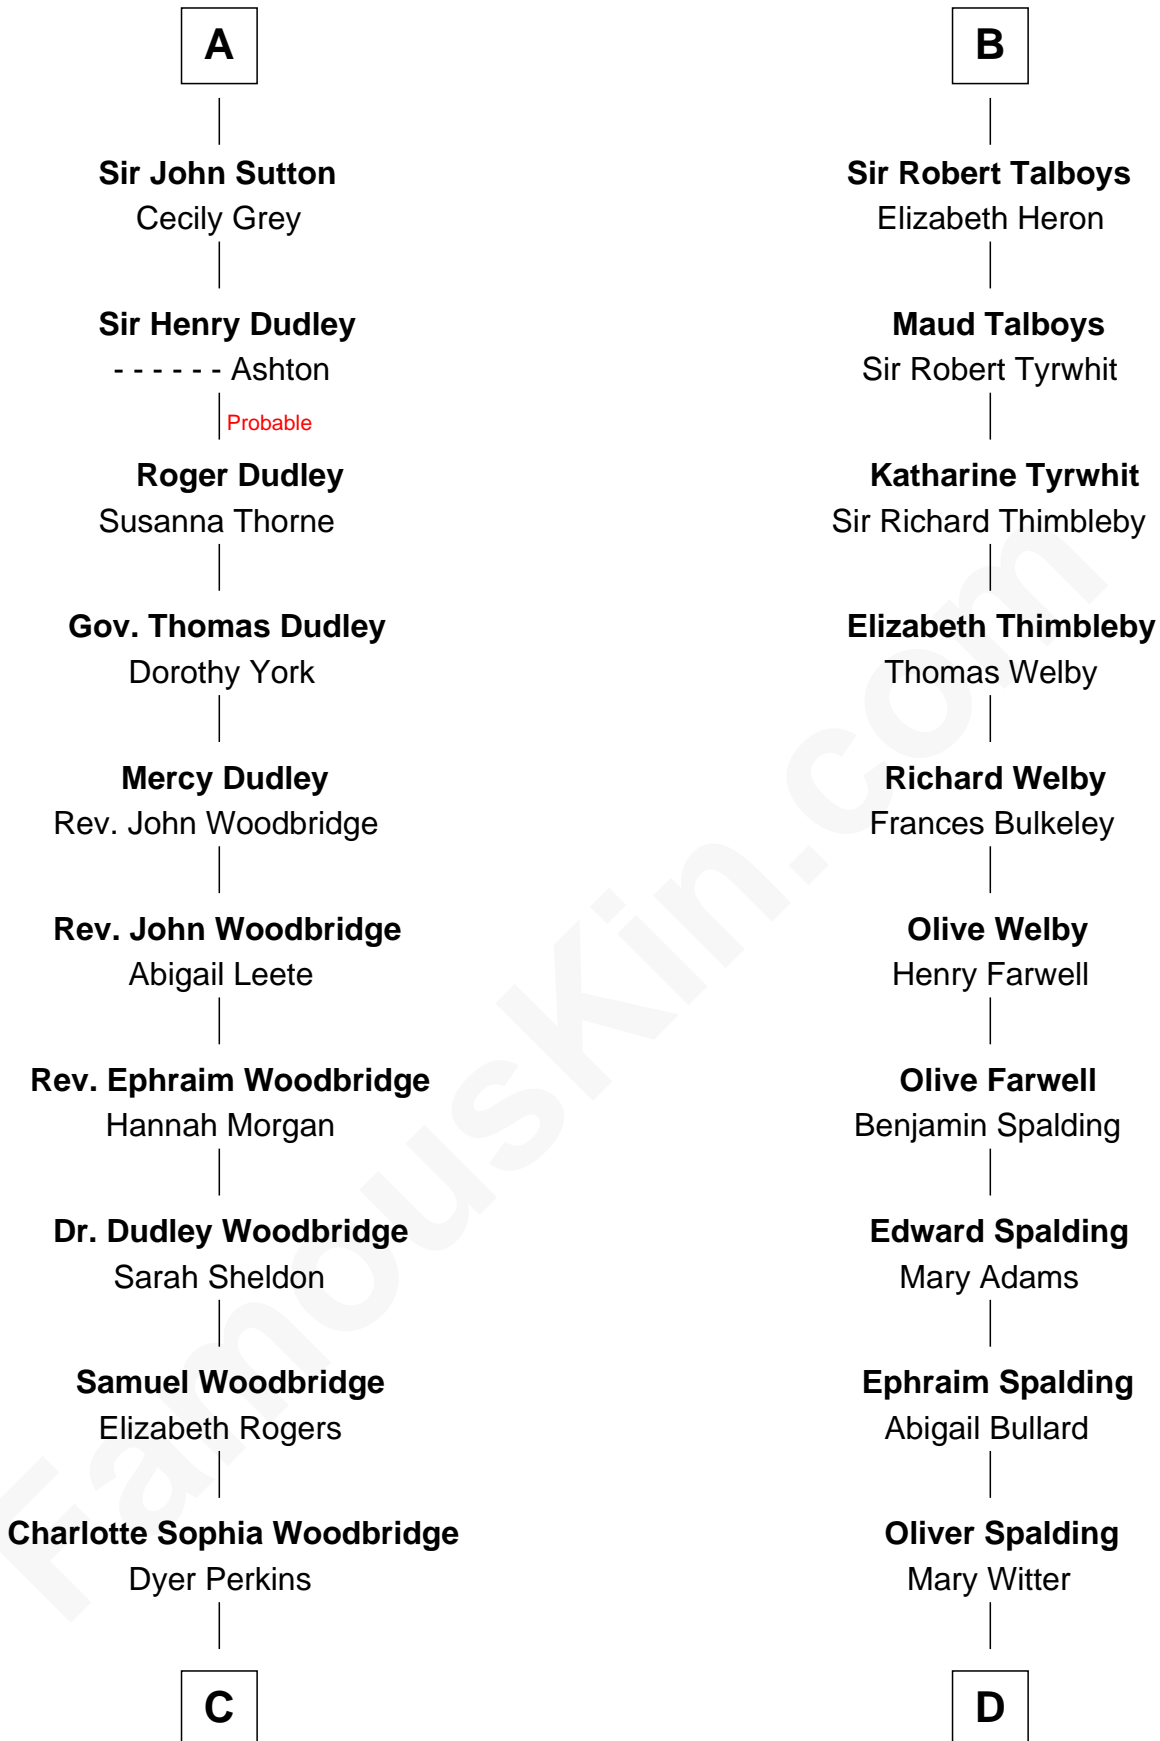 A
Sir John Sutton
Cecily Grey
Sir Henry Dudley
- - - - - - Ashton
Probable
Roger Dudley
Susanna Thorne
Gov. Thomas Dudley
Dorothy York
Mercy Dudley
Rev. John Woodbridge
Rev. John Woodbridge
Abigail Leete
Rev. Ephraim Woodbridge
Hannah Morgan
Dr. Dudley Woodbridge
Sarah Sheldon
Samuel Woodbridge
Elizabeth Rogers
Charlotte Sophia Woodbridge
Dyer Perkins
C
B
Sir Robert Talboys
Elizabeth Heron
Maud Talboys
Sir Robert Tyrwhit
Katharine Tyrwhit
Sir Richard Thimbleby
Elizabeth Thimbleby
Thomas Welby
Richard Welby
Frances Bulkeley
Olive Welby
Henry Farwell
Olive Farwell
Benjamin Spalding
Edward Spalding
Mary Adams
Ephraim Spalding
Abigail Bullard
Oliver Spalding
Mary Witter
D
FamousKin.com